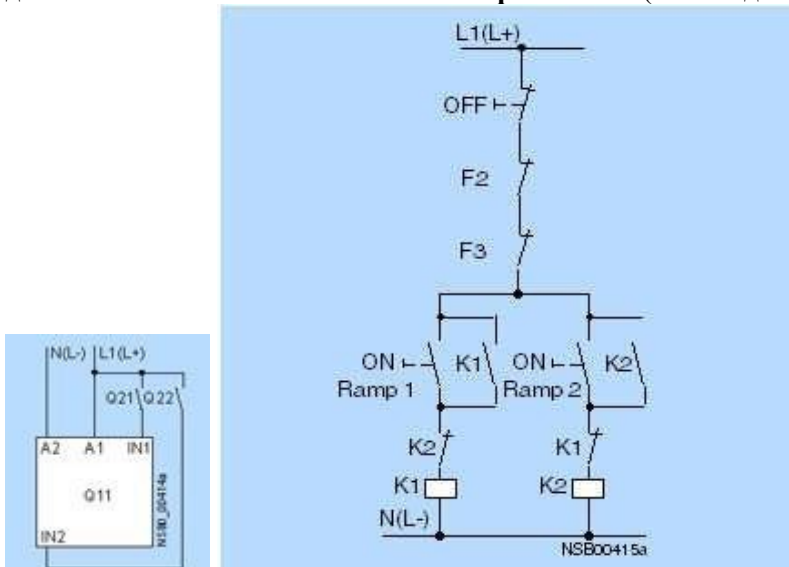 L1(L+)
OFF
F2
F3
ON K1 ON K2
Ramp 1 Ramp 2
K2 K1
K1 K2
N(L-)
NSB00415a
N(L-) L1(L+)
Q21 Q22
A2 A1 IN1
Q11
NSB0_00414a
IN2